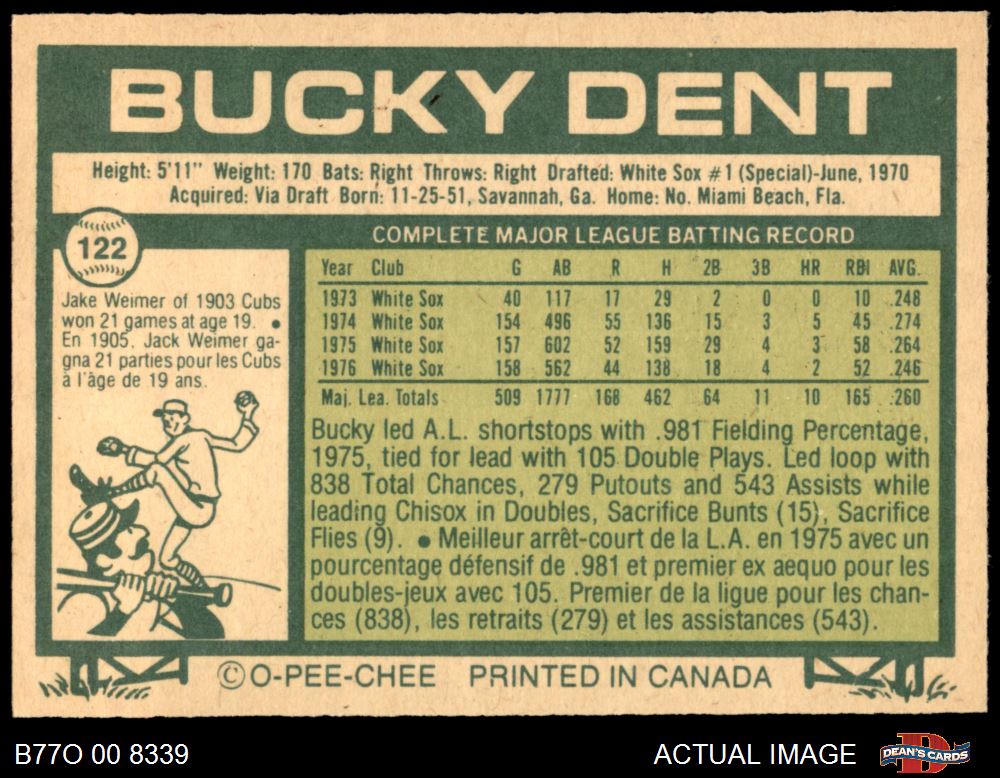 BUCKY DENT
Height: 5'11" Weight: 170 Bats: Right Throws: Right Drafted: White Sox #1 (Special)-June, 1970
Acquired: Via Draft Born: 11-25-51, Savannah, Ga. Home: No. Miami Beach, Fla.
122
Jake Weimer of 1903 Cubs
won 21 games at age 19. •
En 1905, Jack Weimer ga-
gna 21 parties pour les Cubs
à l'âge de 19 ans.
COMPLETE MAJOR LEAGUE BATTING RECORD
Year Club G AB R H 2B 3B HR RBI AVG.
1973 White Sox 40 117 17 29 2 0 0 10 .248
1974 White Sox 154 496 55 136 15 3 5 45 .274
1975 White Sox 157 602 52 159 29 4 3 58 .264
1976 White Sox 158 562 44 138 18 4 2 52 .246
Maj. Lea. Totals 509 1777 168 462 64 11 10 165 .260
Bucky led A.L. shortstops with .981 Fielding Percentage,
1975, tied for lead with 105 Double Plays. Led loop with
838 Total Chances, 279 Putouts and 543 Assists while
leading Chisox in Doubles, Sacrifice Bunts (15), Sacrifice
Flies (9). • Meilleur arrêt-court de la L.A. en 1975 avec un
pourcentage défensif de .981 et premier ex aequo pour les
doubles-jeux avec 105. Premier de la ligue pour les chan-
ces (838), les retraits (279) et les assistances (543).
© O-PEE-CHEE PRINTED IN CANADA
B77O 00 8339
ACTUAL IMAGE
D
DEAN'S CARDS